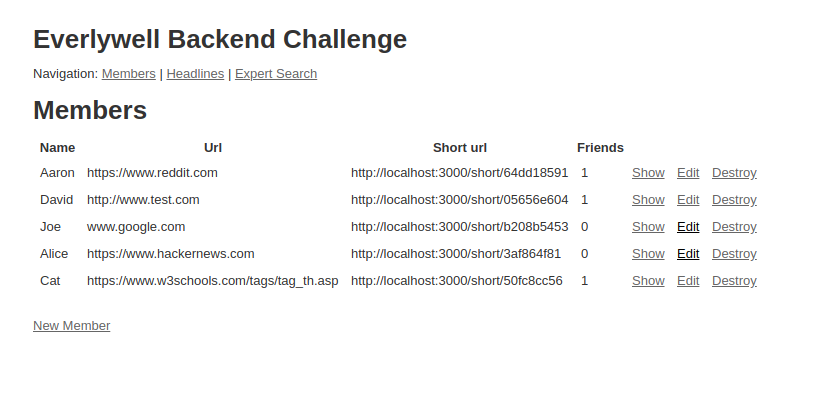 Everlywell Backend Challenge
Navigation: Members | Headlines | Expert Search
Members
Name Url Short url Friends
Aaron https://www.reddit.com http://localhost:3000/short/64dd18591 1 Show Edit Destroy
David http://www.test.com http://localhost:3000/short/05656e604 1 Show Edit Destroy
Joe www.google.com http://localhost:3000/short/b208b5453 0 Show Edit Destroy
Alice https://www.hackernews.com http://localhost:3000/short/3af864f81 0 Show Edit Destroy
Cat https://www.w3schools.com/tags/tag_th.asp http://localhost:3000/short/50fc8cc56 1 Show Edit Destroy
New Member